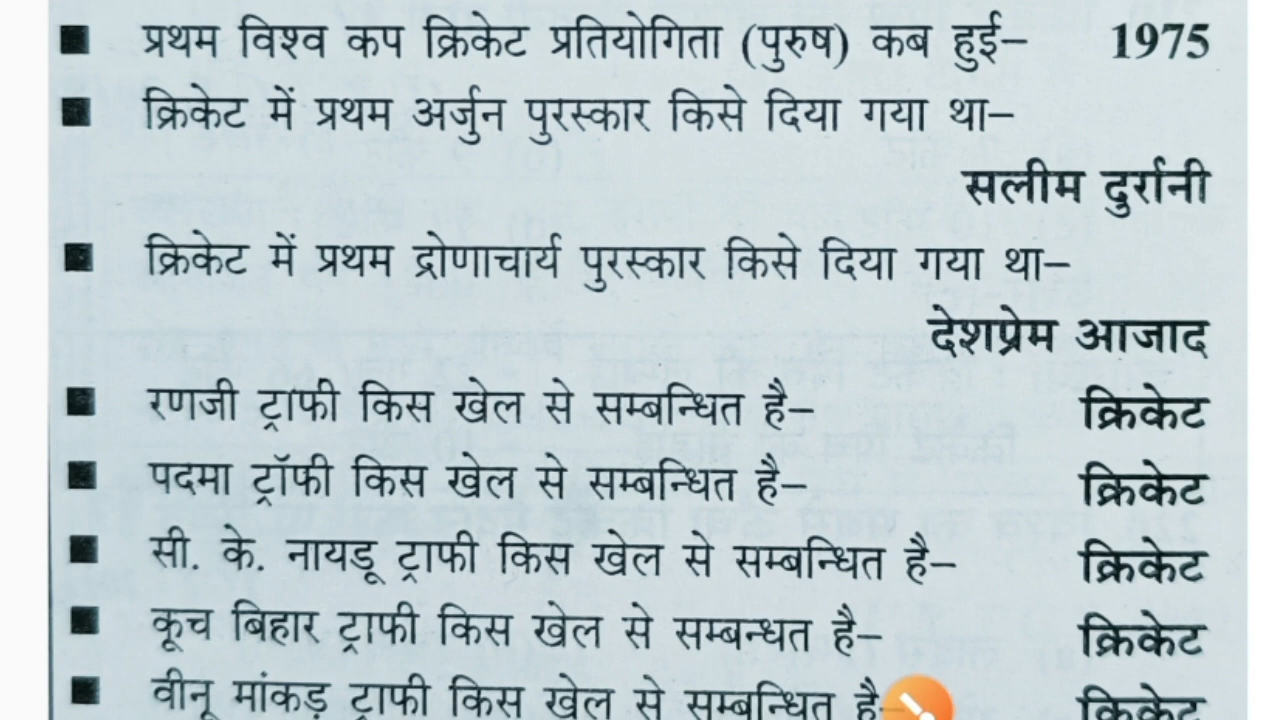 ■ प्रथम विश्व कप क्रिकेट प्रतियोगिता (पुरुष) कब हुई– 1975
■ क्रिकेट में प्रथम अर्जुन पुरस्कार किसे दिया गया था–
सलीम दुर्रानी
■ क्रिकेट में प्रथम द्रोणाचार्य पुरस्कार किसे दिया गया था–
देशप्रेम आजाद
■ रणजी ट्राफी किस खेल से सम्बन्धित है– क्रिकेट
■ पदमा ट्रॉफी किस खेल से सम्बन्धित है– क्रिकेट
■ सी. के. नायडू ट्राफी किस खेल से सम्बन्धित है– क्रिकेट
■ कूच बिहार ट्राफी किस खेल से सम्बन्धत है– क्रिकेट
■ वीनू मांकड़ ट्राफी किस खेल से सम्बन्धित है– क्रिकेट